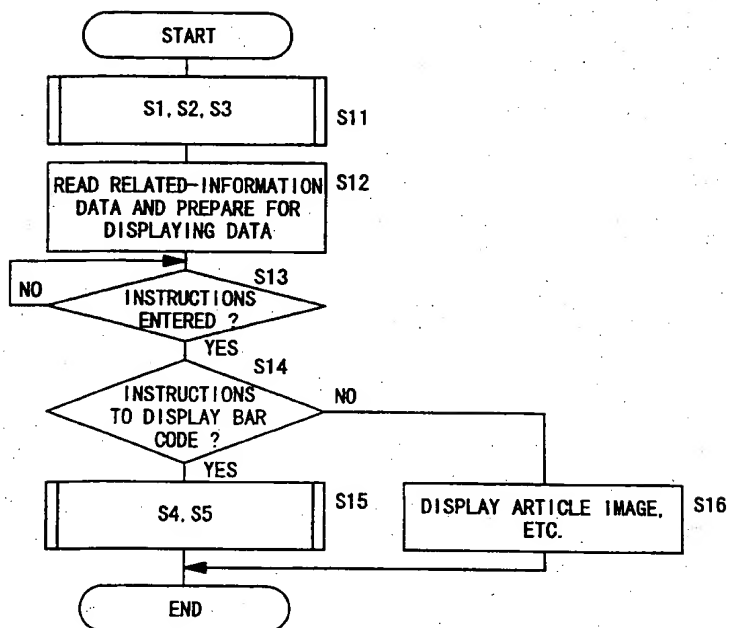 START
S1, S2, S3
S11
READ RELATED-INFORMATION
DATA AND PREPARE FOR
DISPLAYING DATA
S12
S13
NO
INSTRUCTIONS
ENTERED ?
YES
S14
INSTRUCTIONS
TO DISPLAY BAR
CODE ?
NO
YES
S4, S5
S15
DISPLAY ARTICLE IMAGE,
ETC.
S16
END